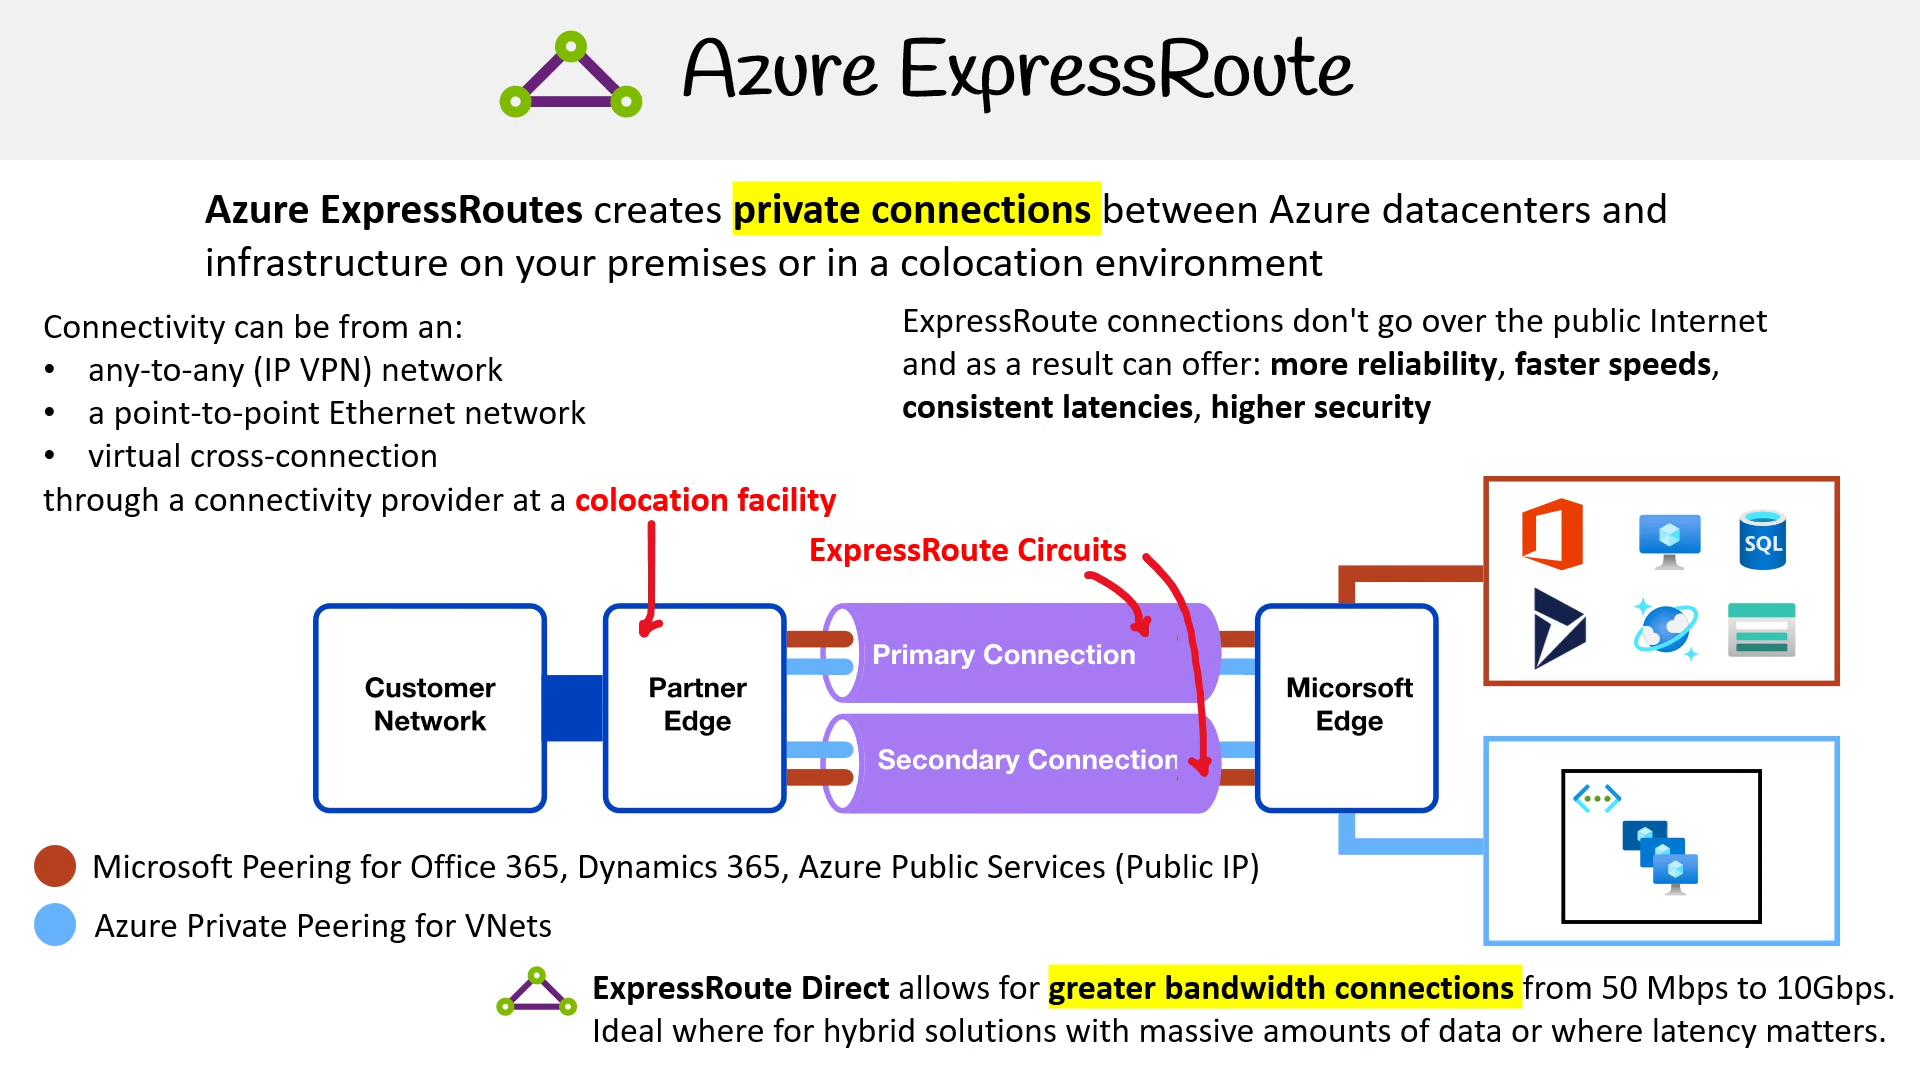 Azure ExpressRoute
Azure ExpressRoutes creates private connections between Azure datacenters and
infrastructure on your premises or in a colocation environment
Connectivity can be from an:
• any-to-any (IP VPN) network
• a point-to-point Ethernet network
• virtual cross-connection
through a connectivity provider at a colocation facility
ExpressRoute connections don't go over the public Internet
and as a result can offer: more reliability, faster speeds,
consistent latencies, higher security
ExpressRoute Circuits
Customer
Network
Partner
Edge
Primary Connection
Secondary Connection
Micorsoft
Edge
SQL
Microsoft Peering for Office 365, Dynamics 365, Azure Public Services (Public IP)
Azure Private Peering for VNets
ExpressRoute Direct allows for greater bandwidth connections from 50 Mbps to 10Gbps.
Ideal where for hybrid solutions with massive amounts of data or where latency matters.